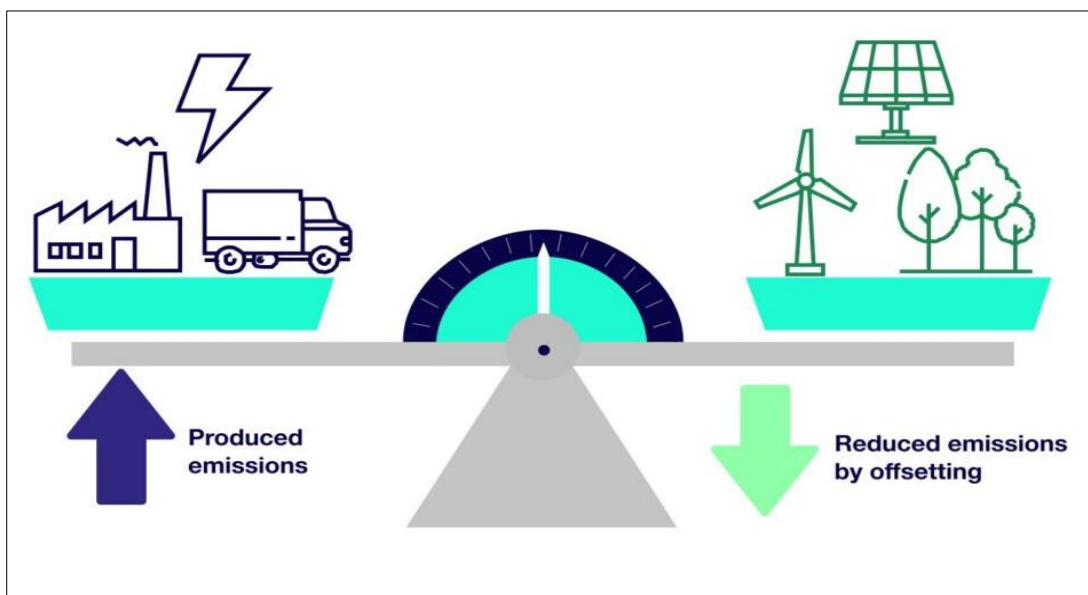 Produced
emissions
Reduced emissions
by offsetting